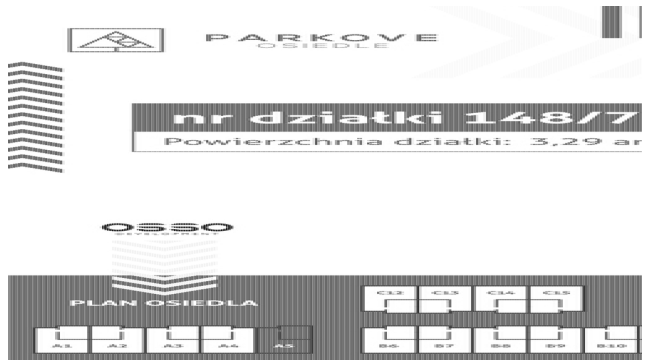 PARKOVE
OSIEDLE
nr działki 148/7
Powierzchnia działki: 3,29 ar
OSSO
DEVELOPMENT
PLAN OSIEDLA
C12 C13 C14 C15
A1 A2 A3 A4 A5
B6 B7 B8 B9 B10